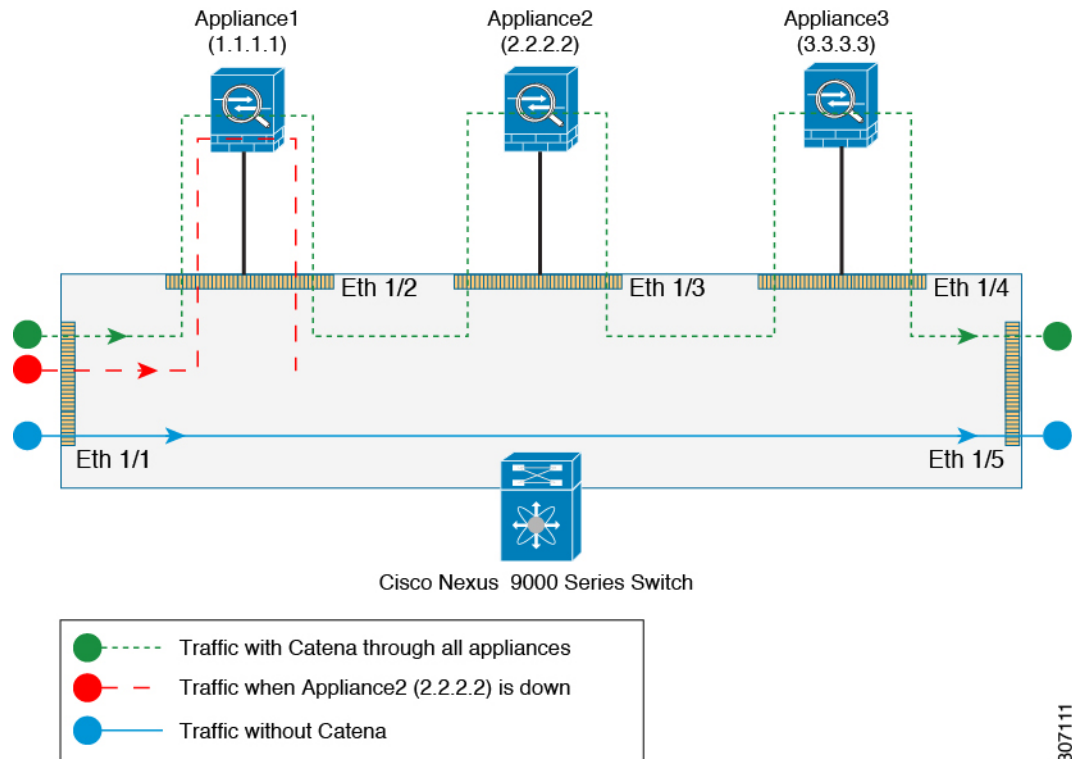 Appliance1
(1.1.1.1)
Appliance2
(2.2.2.2)
Appliance3
(3.3.3.3)
Eth 1/2
Eth 1/3
Eth 1/4
Eth 1/1
Eth 1/5
Cisco Nexus  9000 Series Switch
Traffic with Catena through all appliances
Traffic when Appliance2 (2.2.2.2) is down
Traffic without Catena
307111